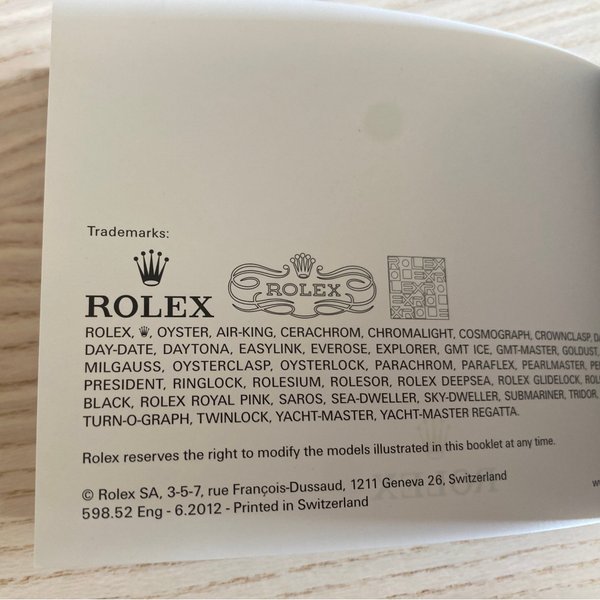 Trademarks:
ROLEX
ROLEX
ROLEX
ROLEX, OYSTER, AIR-KING, CERACHROM, CHROMALIGHT, COSMOGRAPH, CROWNCLASP,
DAY-DATE, DAYTONA, EASYLINK, EVEROSE, EXPLORER, GMT ICE, GMT-MASTER, GOLDUST,
MILGAUSS, OYSTERCLASP, OYSTERLOCK, PARACHROM, PARAFLEX, PEARLMASTER,
PRESIDENT, RINGLOCK, ROLESIUM, ROLESOR, ROLEX DEEPSEA, ROLEX GLIDELOCK,
BLACK, ROLEX ROYAL PINK, SAROS, SEA-DWELLER, SKY-DWELLER, SUBMARINER, TRIDOR,
TURN-O-GRAPH, TWINLOCK, YACHT-MASTER, YACHT-MASTER REGATTA.
Rolex reserves the right to modify the models illustrated in this booklet at any time.
© Rolex SA, 3-5-7, rue François-Dussaud, 1211 Geneva 26, Switzerland
598.52 Eng - 6.2012 - Printed in Switzerland
ROLEX